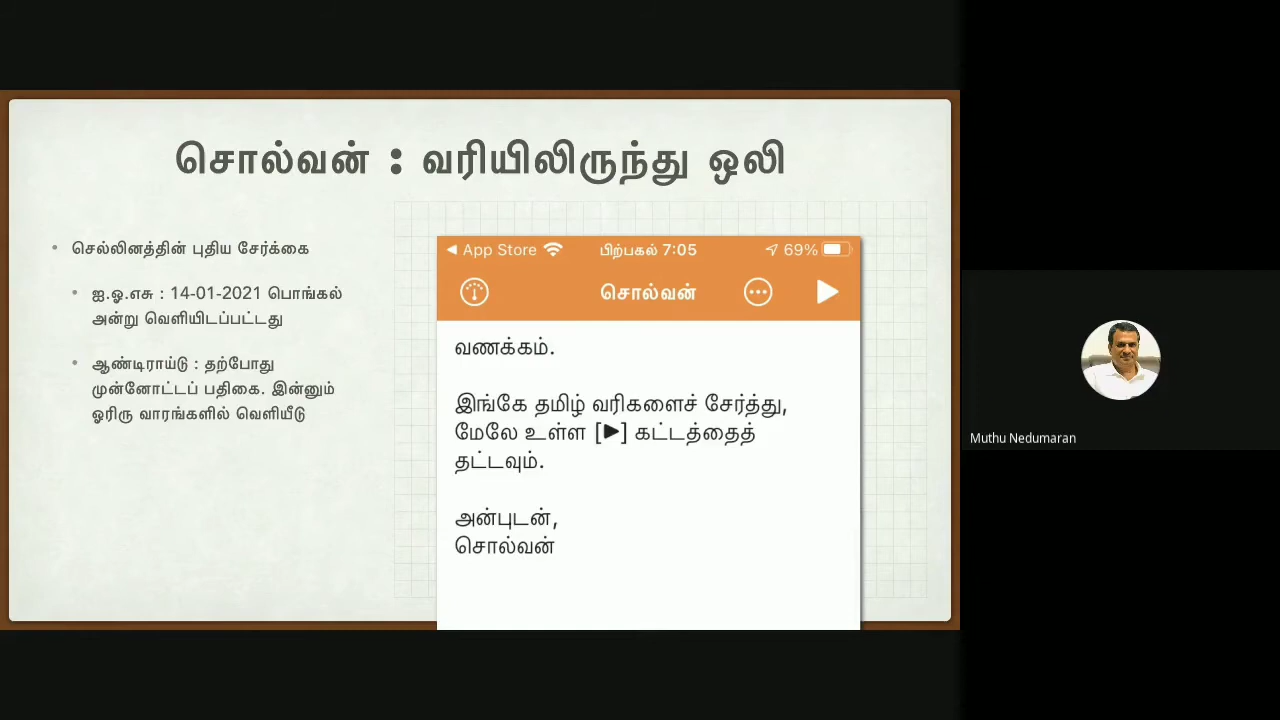 சொல்வன் : வரியிலிருந்து ஒலி
• செல்லினத்தின் புதிய சேர்க்கை
• ஐ.ஓ.எசு : 14-01-2021 பொங்கல்
அன்று வெளியிடப்பட்டது
• ஆண்டிராய்டு : தற்போது
முன்னோட்டப் பதிகை. இன்னும்
ஓரிரு வாரங்களில் வெளியீடு
App Store பிற்பகல் 7:05 69%
சொல்வன்
வணக்கம்.
இங்கே தமிழ் வரிகளைச் சேர்த்து,
மேலே உள்ள [▶] கட்டத்தைத்
தட்டவும்.
அன்புடன்,
சொல்வன்
Muthu Nedumaran